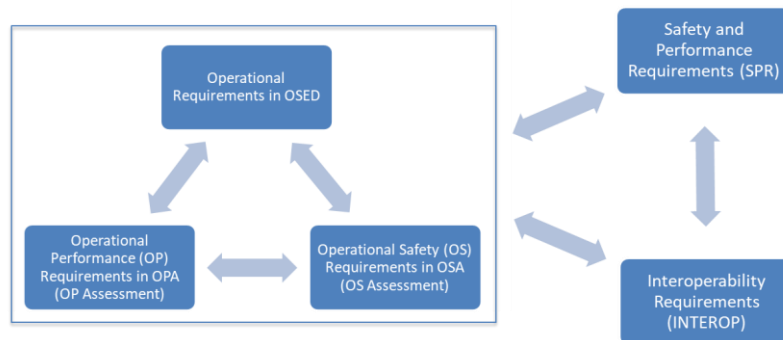 Operational
Requirements in OSED
Operational
Performance (OP)
Requirements in OPA
(OP Assessment)
Operational Safety (OS)
Requirements in OSA
(OS Assessment)
Safety and
Performance
Requirements (SPR)
Interoperability
Requirements
(INTEROP)